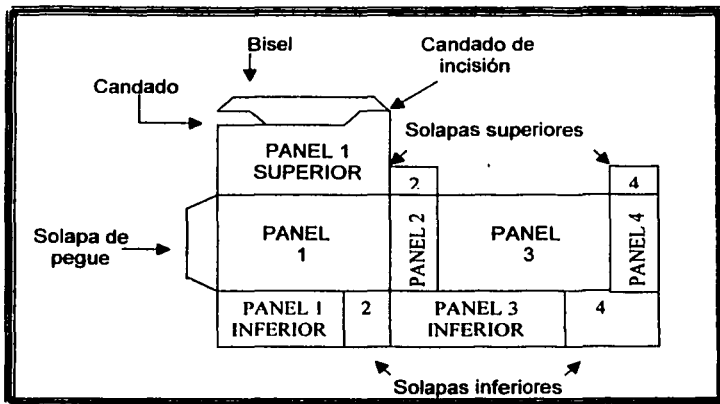 Bisel
Candado de
incisión
Candado
Solapas superiores
PANEL 1
SUPERIOR
2
4
Solapa de
pegue
PANEL
1
PANEL 2
PANEL
3
PANEL 4
PANEL 1
INFERIOR
2
PANEL 3
INFERIOR
4
Solapas inferiores